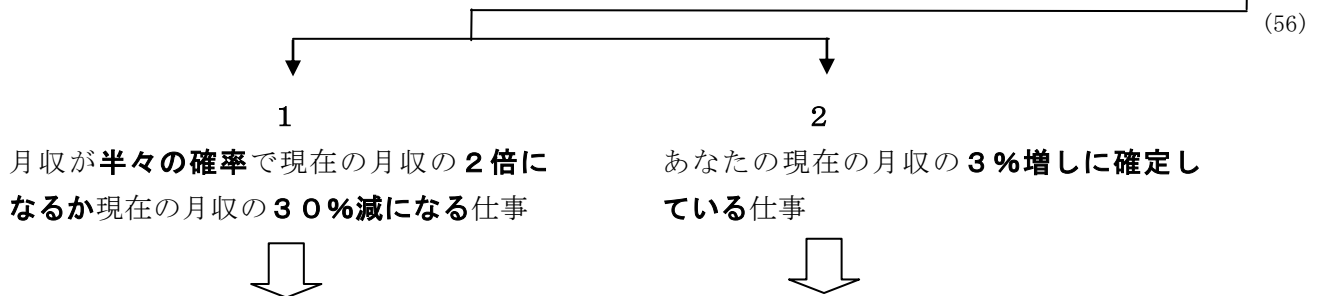 (56)
1
月収が半々の確率で現在の月収の２倍に
なるか現在の月収の３０%減になる仕事
2
あなたの現在の月収の３%増しに確定し
ている仕事